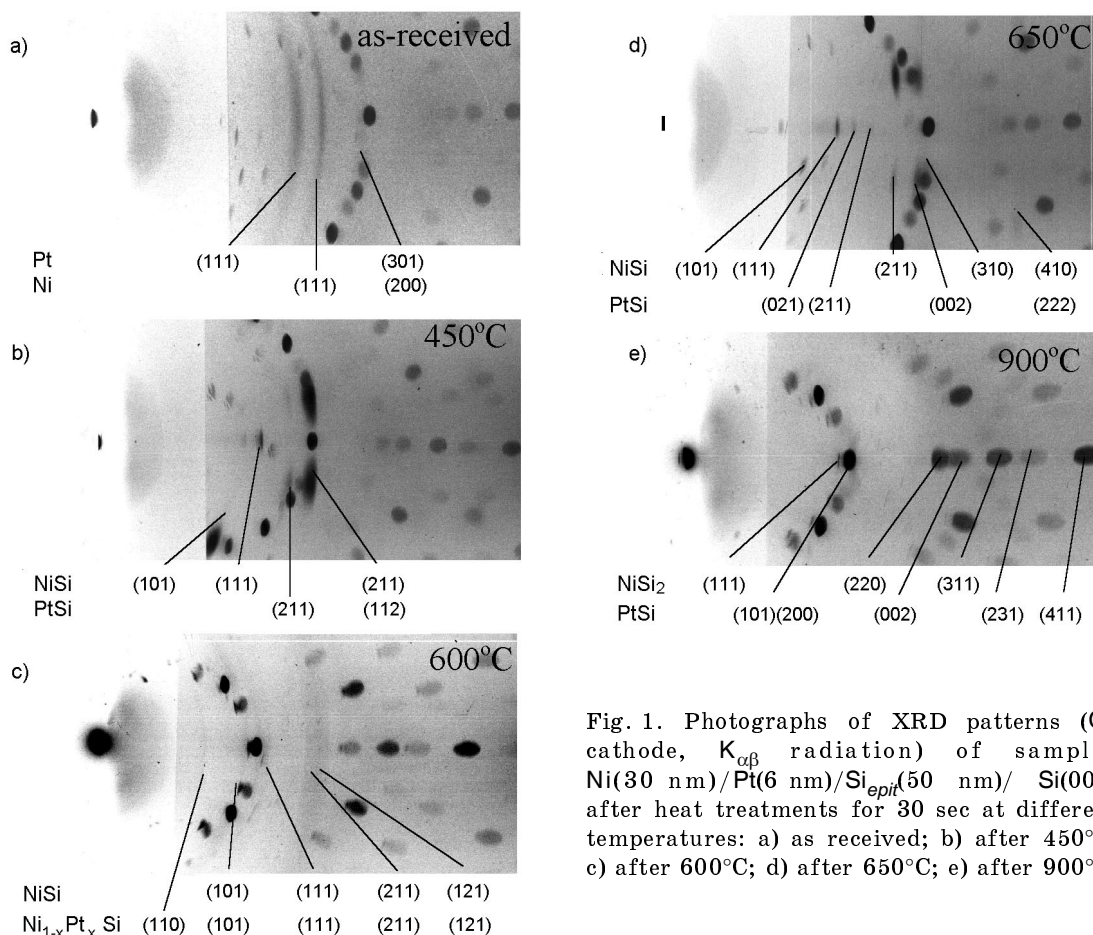 a)
as-received
Pt (111) (301)
Ni (111) (200)
b)
450°C
NiSi (101) (111) (211)
PtSi (211) (112)
c)
600°C
NiSi (101) (111) (211) (121)
Ni1-xPtx Si (110) (101) (111) (211) (121)
d)
650°C
NiSi (101) (111) (211) (310) (410)
PtSi (021) (211) (002) (222)
e)
900°C
NiSi2 (111) (220) (311)
PtSi (101)(200) (002) (231) (411)
Fig. 1. Photographs of XRD patterns (
cathode, Kαβ radiation) of sampl
Ni(30 nm)/Pt(6 nm)/Siepit(50 nm)/ Si(00
after heat treatments for 30 sec at differe
temperatures: a) as received; b) after 450°
c) after 600°C; d) after 650°C; e) after 900°